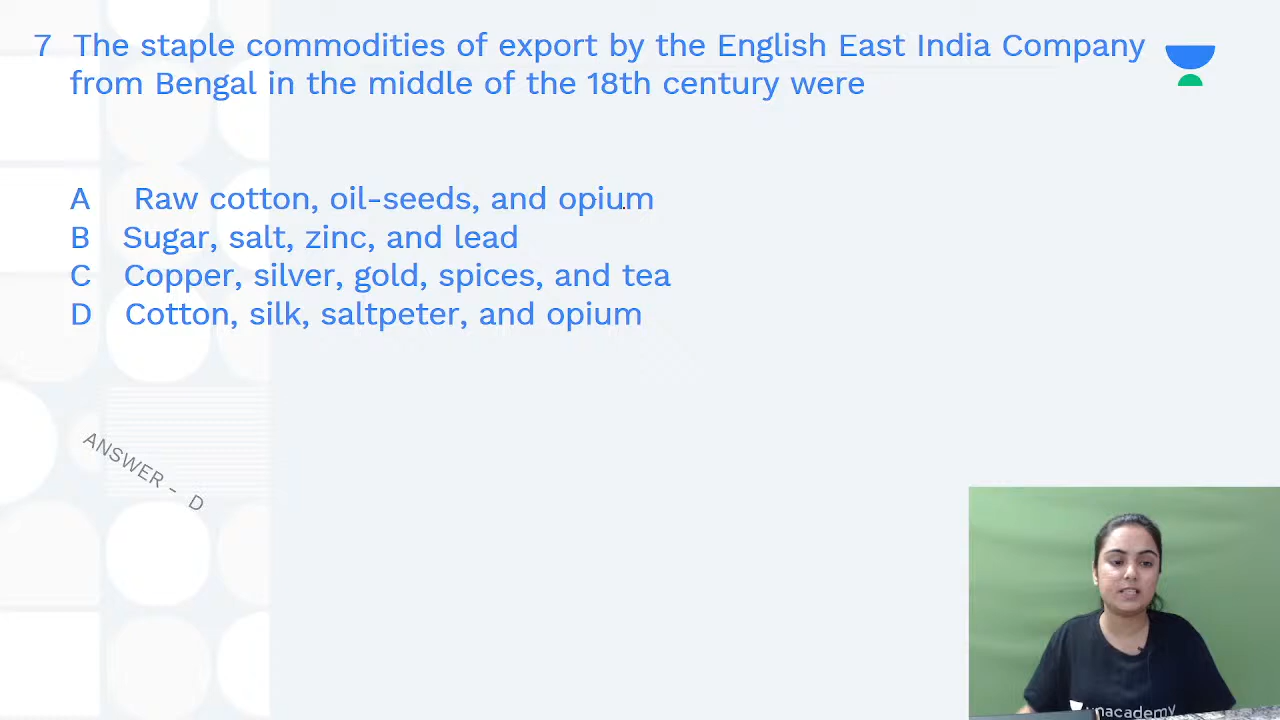 7 The staple commodities of export by the English East India Company
from Bengal in the middle of the 18th century were
A Raw cotton, oil-seeds, and opium
B Sugar, salt, zinc, and lead
C Copper, silver, gold, spices, and tea
D Cotton, silk, saltpeter, and opium
ANSWER - D
unacademy